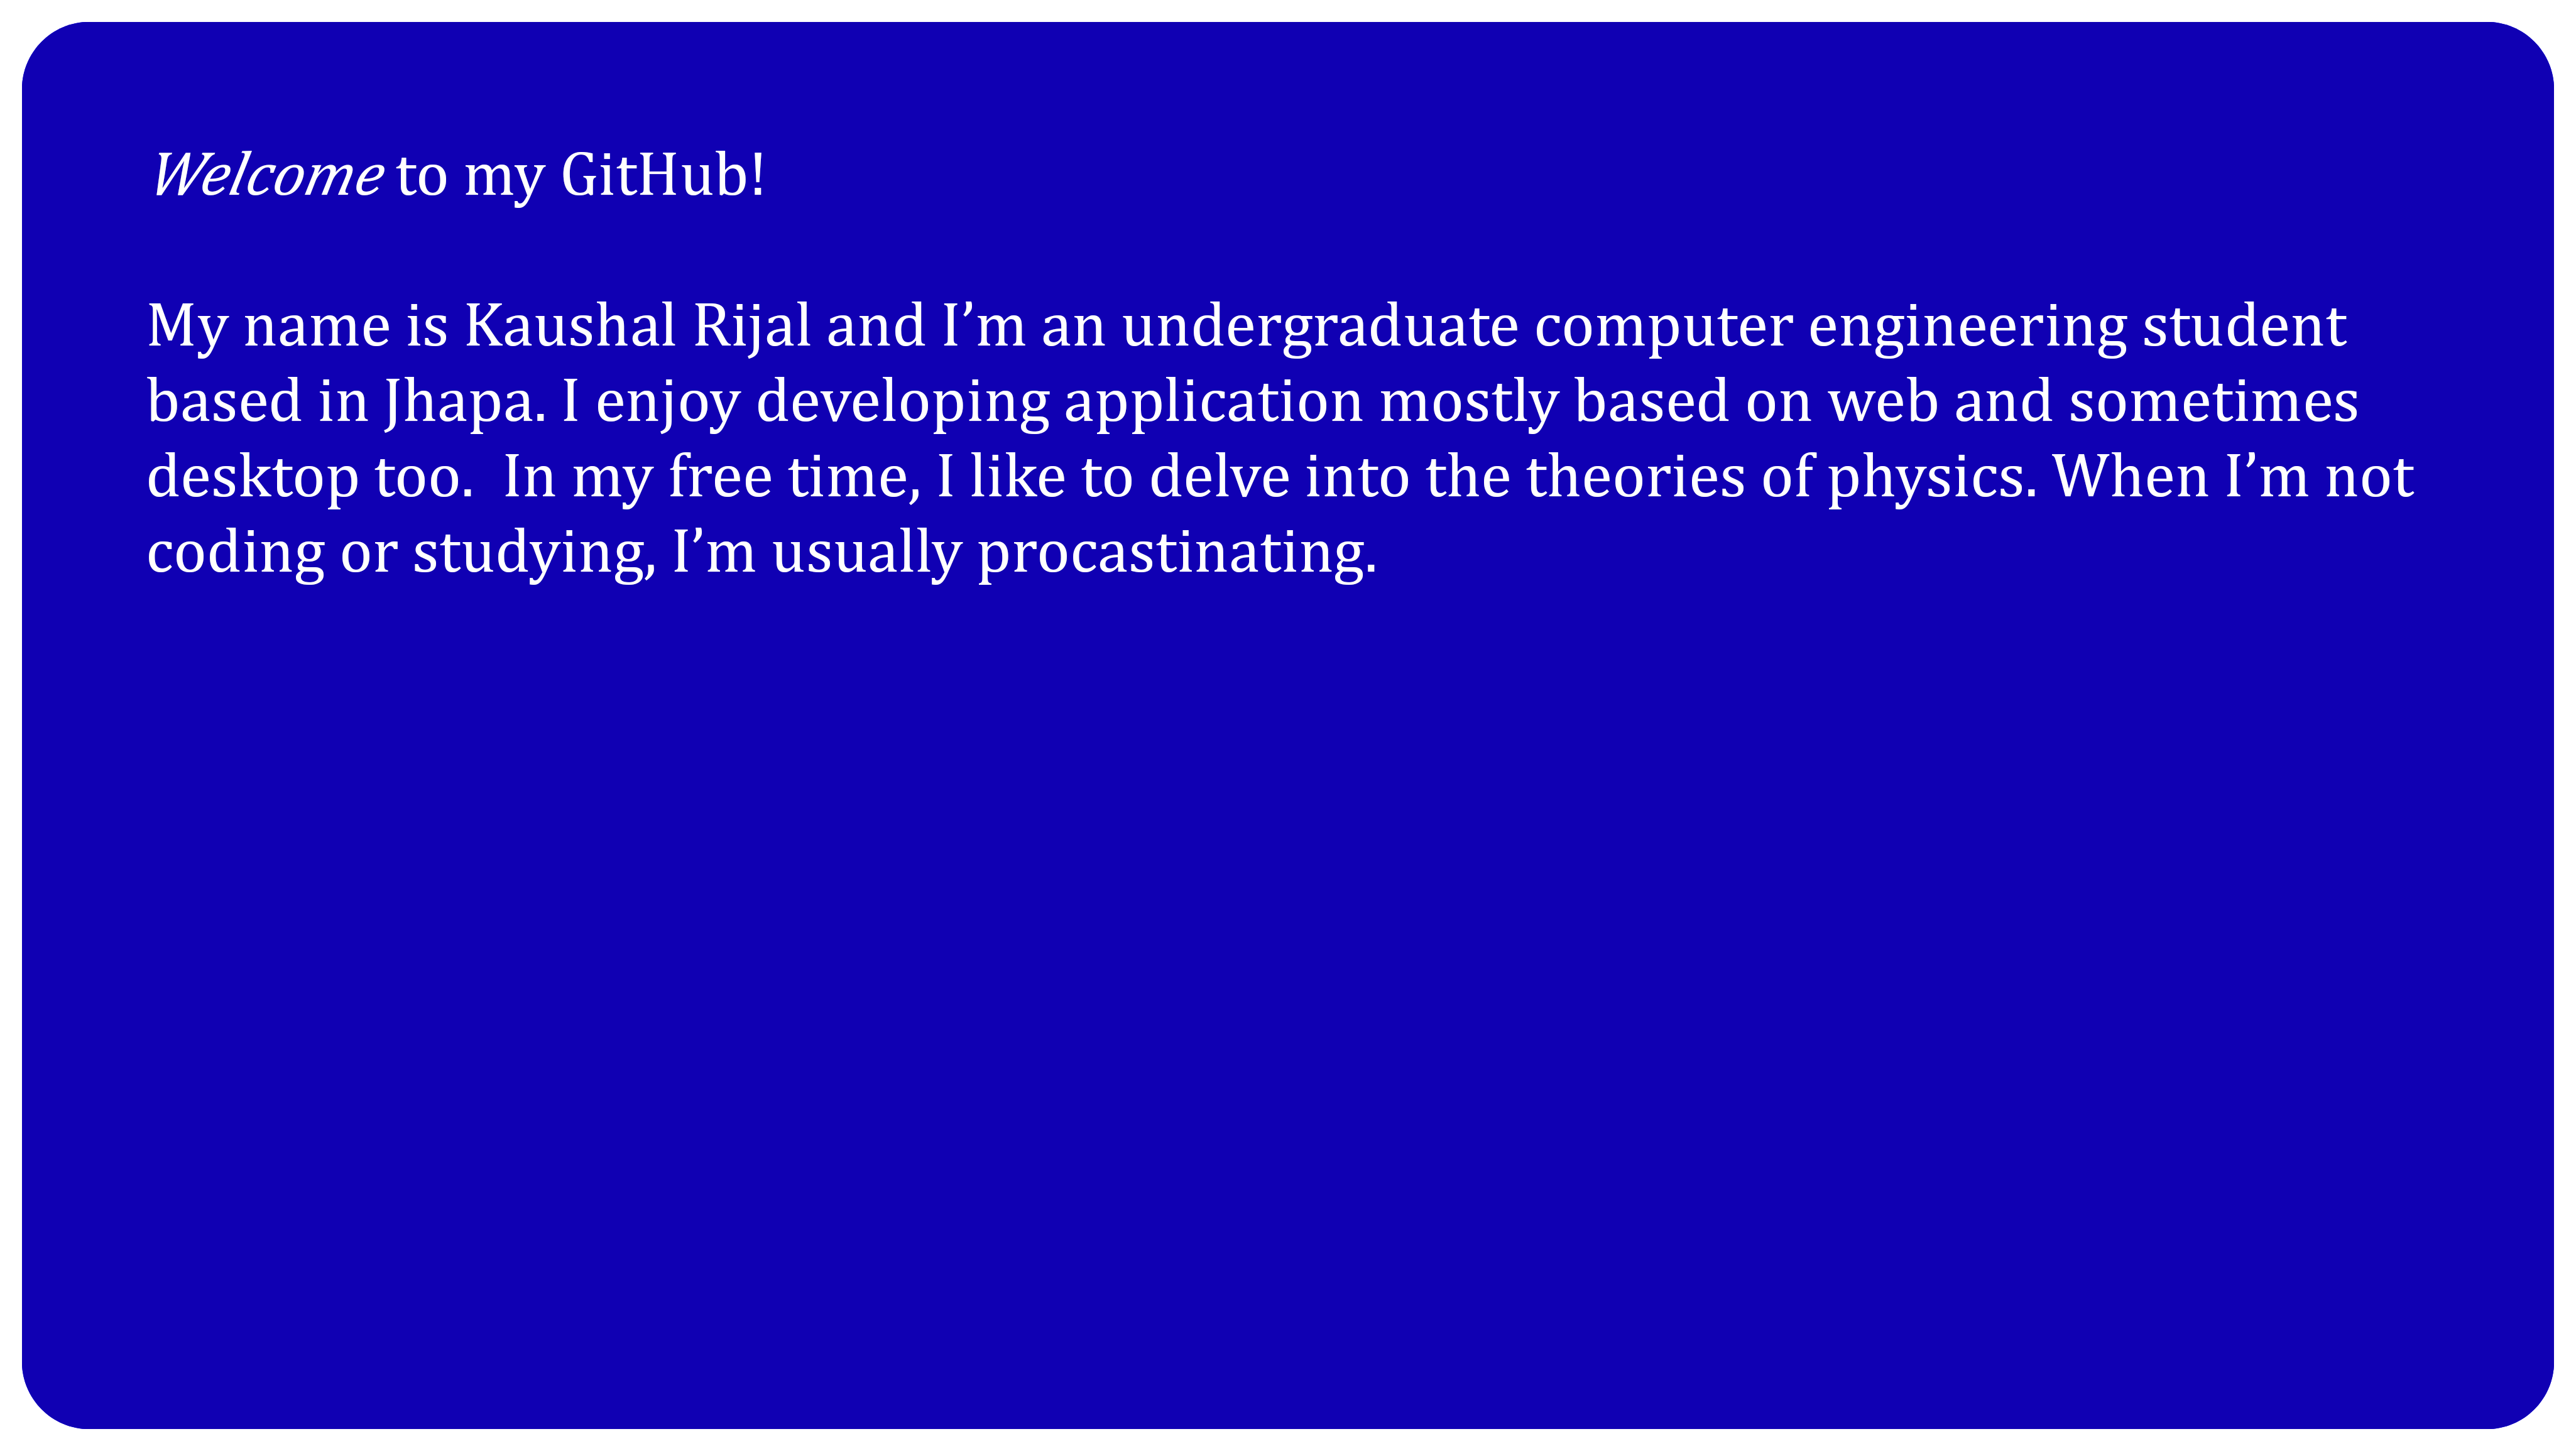 Welcome to my GitHub!
My name is Kaushal Rijal and I’m an undergraduate computer engineering student
based in Jhapa. I enjoy developing application mostly based on web and sometimes
desktop too.  In my free time, I like to delve into the theories of physics. When I’m not
coding or studying, I’m usually procastinating.